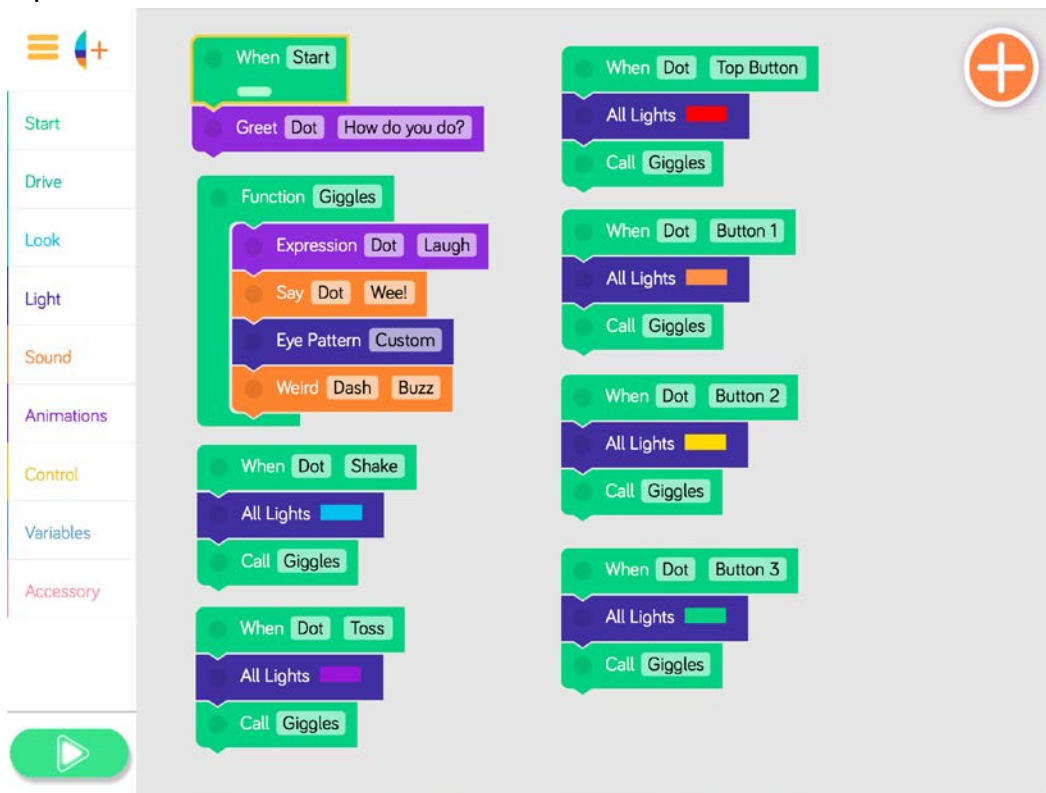 Start
Drive
Look
Light
Sound
Animations
Control
Variables
Accessory
When Start
Greet Dot How do you do?
Function Giggles
Expression Dot Laugh
Say Dot Wee!
Eye Pattern Custom
Weird Dash Buzz
When Dot Shake
All Lights
Call Giggles
When Dot Toss
All Lights
Call Giggles
When Dot Top Button
All Lights
Call Giggles
When Dot Button 1
All Lights
Call Giggles
When Dot Button 2
All Lights
Call Giggles
When Dot Button 3
All Lights
Call Giggles